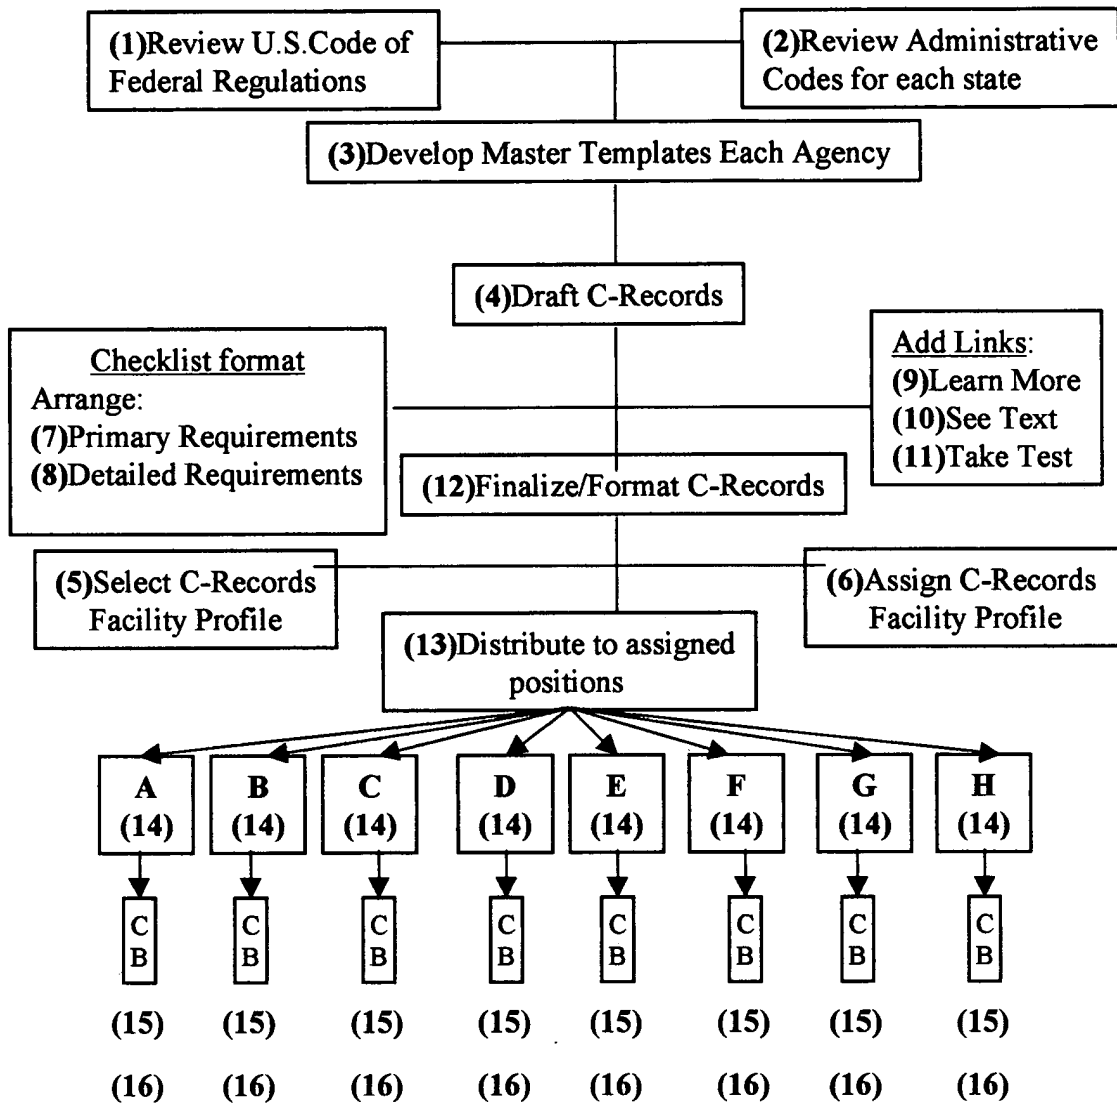 (1)Review U.S.Code of
Federal Regulations
(2)Review Administrative
Codes for each state
(3)Develop Master Templates Each Agency
(4)Draft C-Records
Checklist format
Arrange:
(7)Primary Requirements
(8)Detailed Requirements
Add Links:
(9)Learn More
(10)See Text
(11)Take Test
(12)Finalize/Format C-Records
(5)Select C-Records
Facility Profile
(6)Assign C-Records
Facility Profile
(13)Distribute to assigned
positions
A B C D E F G H
(14) (14) (14) (14) (14) (14) (14) (14)
C C C C C C C C
B B B B B B B B
(15) (15) (15) (15) (15) (15) (15) (15)
(16) (16) (16) (16) (16) (16) (16) (16)